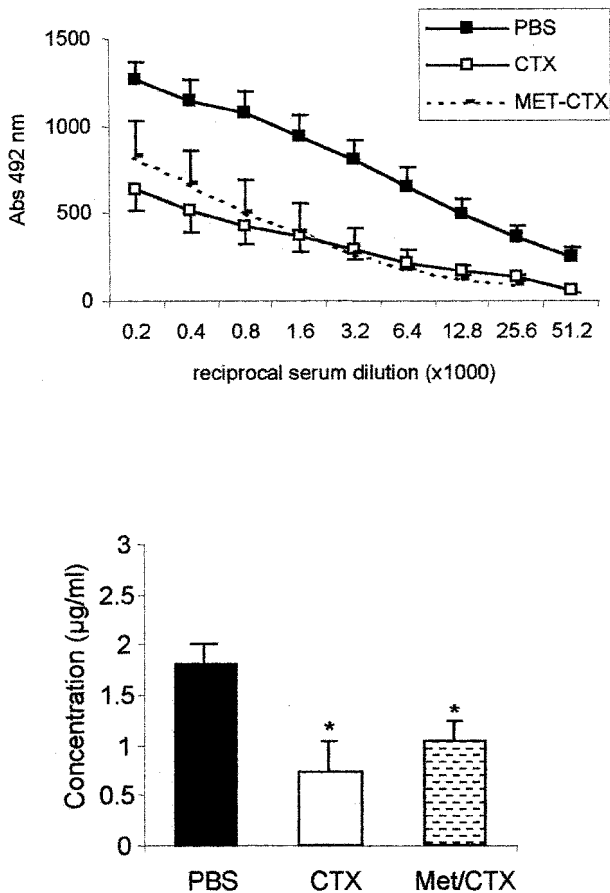 1500
1000
500
0
Abs 492 nm
PBS
CTX
MET-CTX
0.2 0.4 0.8 1.6 3.2 6.4 12.8 25.6 51.2
reciprocal serum dilution (x1000)
3
2.5
2
1.5
1
0.5
0
Concentration (µg/ml)
* *
PBS CTX Met/CTX